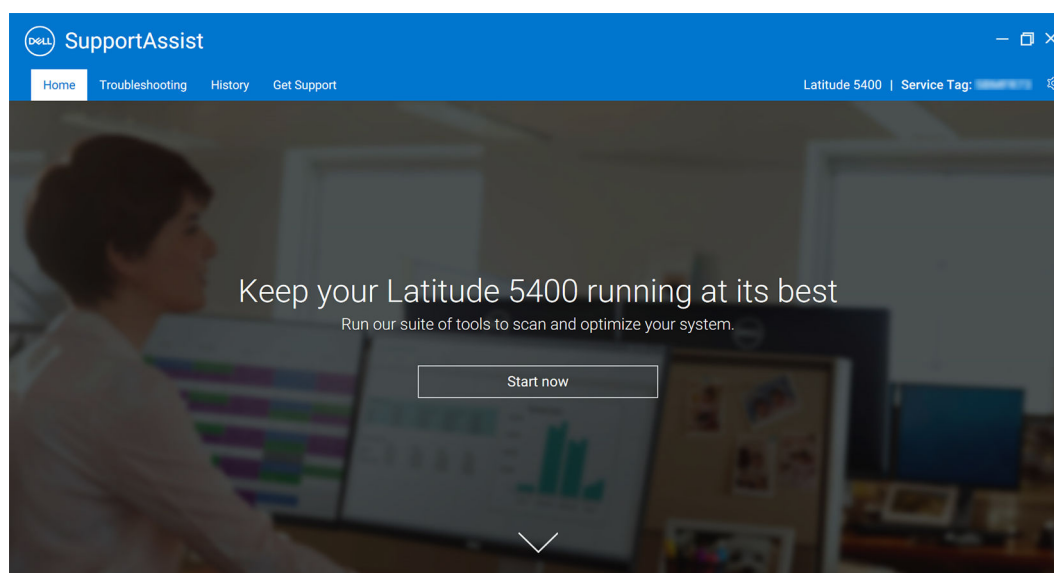 DELL SupportAssist
Home Troubleshooting History Get Support Latitude 5400 | Service Tag:
Keep your Latitude 5400 running at its best
Run our suite of tools to scan and optimize your system.
Start now